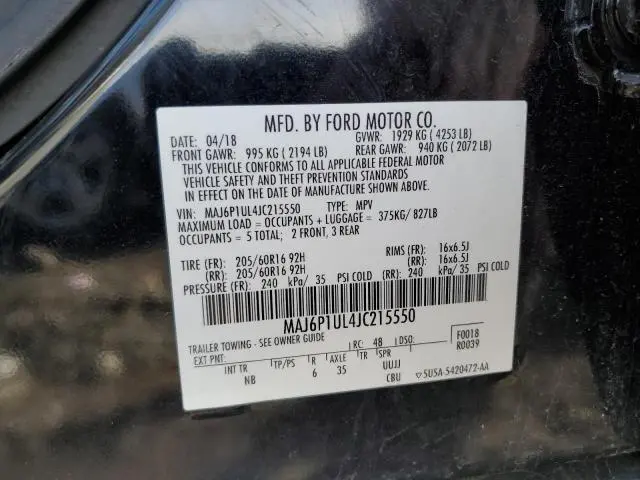 MFD. BY FORD MOTOR CO.
DATE: 04/18 GVWR: 1929 KG ( 4253 LB)
FRONT GAWR: 995 KG ( 2194 LB) REAR GAWR: 940 KG ( 2072 LB)
THIS VEHICLE CONFORMS TO ALL APPLICABLE FEDERAL MOTOR
VEHICLE SAFETY AND THEFT PREVENTION STANDARDS
IN EFFECT ON THE DATE OF MANUFACTURE SHOWN ABOVE.
VIN: MAJ6P1UL4JC215550 TYPE: MPV
MAXIMUM LOAD = OCCUPANTS + LUGGAGE = 375KG/ 827LB
OCCUPANTS = 5 TOTAL; 2 FRONT, 3 REAR
TIRE (FR): 205/60R16 92H RIMS (FR): 16x6.5J
(RR): 205/60R16 92H (RR): 16x6.5J
PRESSURE (FR): 240 kPa/ 35 PSI COLD (RR): 240 kPa/ 35 PSI COLD
MAJ6P1UL4JC215550
TRAILER TOWING - SEE OWNER GUIDE
EXT PNT: RC: 48 DSO: F0018
R0039
INT TR TP/PS R AXLE TR SPR
NB 6 35 UUJJ
CBU 5U5A-5420472-AA